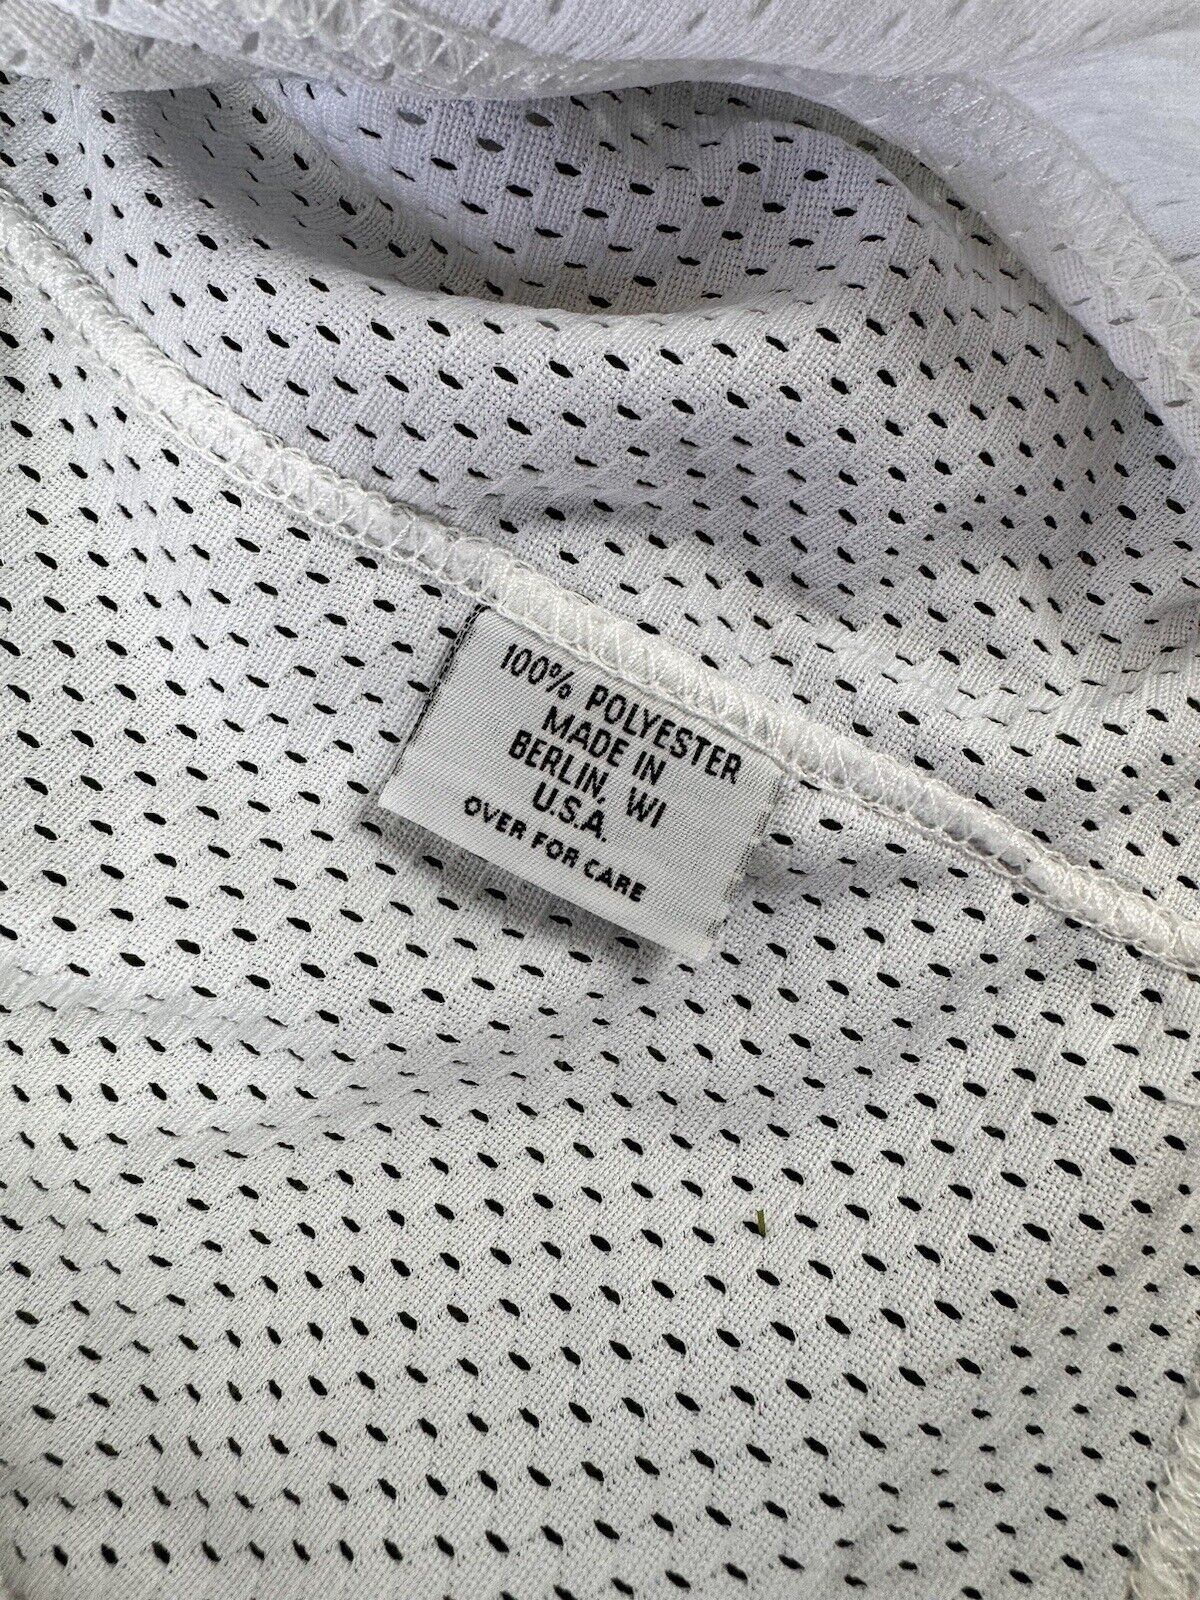 100% POLYESTER
MADE IN
BERLIN, WI
U.S.A.
OVER FOR CARE